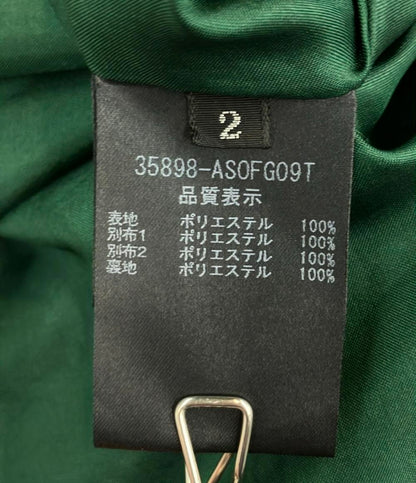 2
35898-ASOFG09T
品質表示
表地 ポリエステル 100%
別布1 ポリエステル 100%
別布2 ポリエステル 100%
裏地 ポリエステル 100%